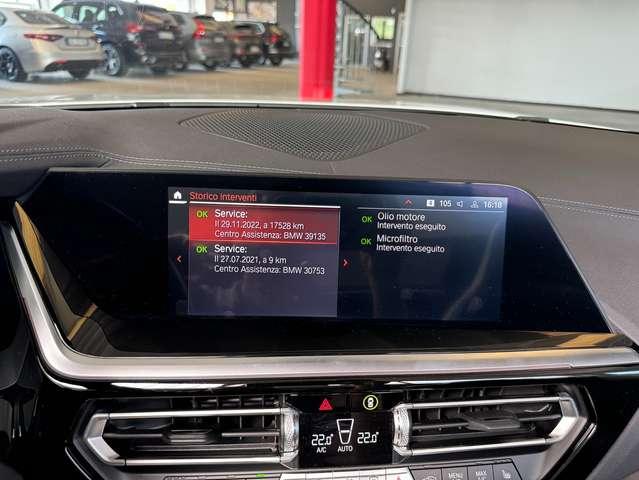 Storico interventi
105 16:18
OK Service:
Il 29.11.2022, a 17528 km
Centro Assistenza: BMW 39135
OK Service:
Il 27.07.2021, a 9 km
Centro Assistenza: BMW 30753
OK Olio motore
Intervento eseguito
OK Microfiltro
Intervento eseguito
22.0 22.0
A/C AUTO
MENU MAX
A/C